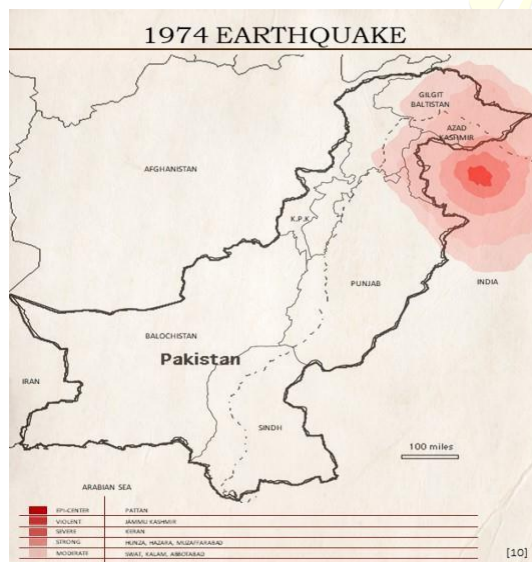 1974 EARTHQUAKE
GILGIT
BALTISTAN
AZAD
KASHMIR
AFGHANISTAN
K.P.K
PUNJAB
INDIA
BALOCHISTAN
Pakistan
IRAN
SINDH
100 miles
ARABIAN SEA
EPI-CENTER PATTAN
VIOLENT JAMMU KASHMIR
SEVERE KERAN
STRONG HUNZA, HAZARA, MUZAFFARABAD
MODERATE SWAT, KALAM, ABBOTABAD
[10]